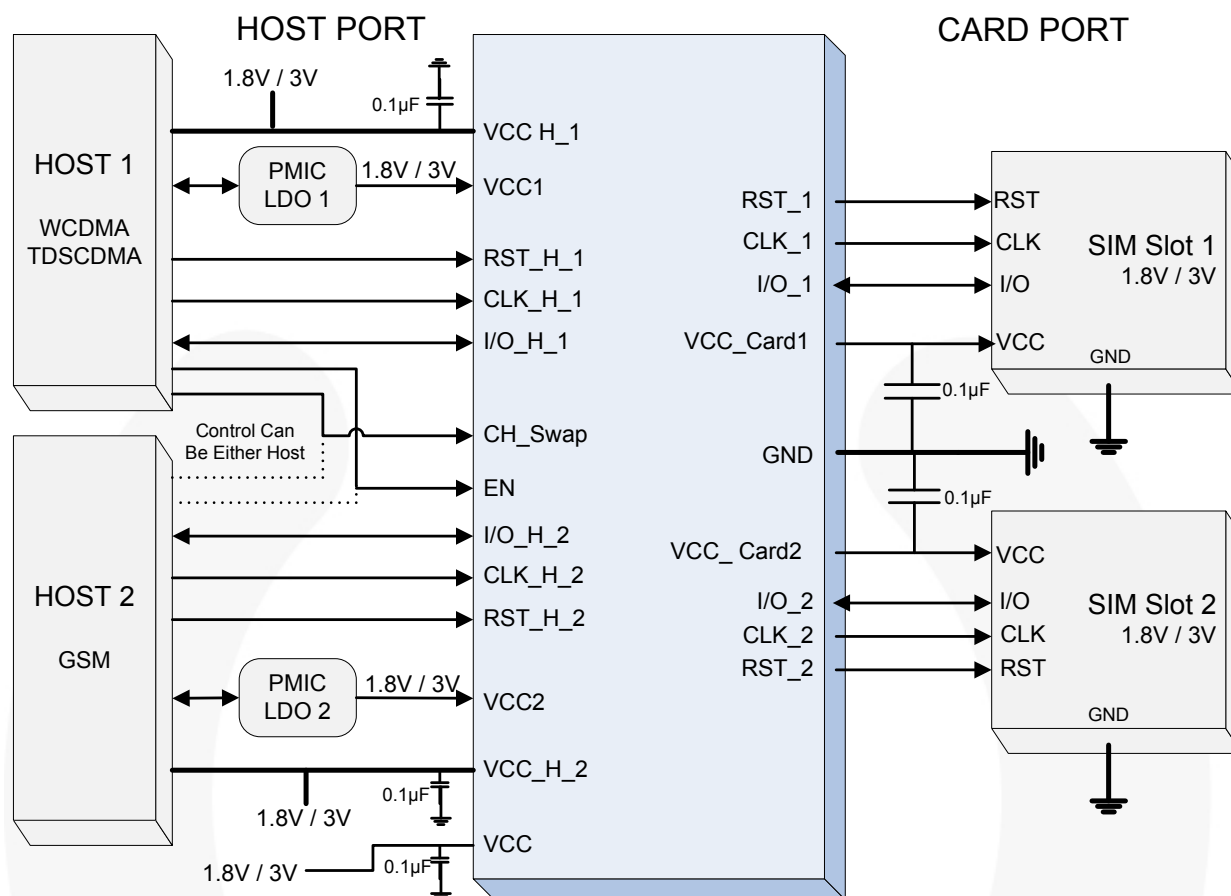 HOST PORT
CARD PORT
1.8V / 3V
0.1µF
HOST 1
WCDMA
TDSCDMA
PMIC
LDO 1
1.8V / 3V
VCC H_1
VCC1
RST_H_1
CLK_H_1
I/O_H_1
CH_Swap
EN
I/O_H_2
CLK_H_2
RST_H_2
VCC2
VCC_H_2
VCC
Control Can
Be Either Host
HOST 2
GSM
PMIC
LDO 2
1.8V / 3V
1.8V / 3V
0.1µF
1.8V / 3V
0.1µF
RST_1
CLK_1
I/O_1
VCC_Card1
GND
VCC_ Card2
I/O_2
CLK_2
RST_2
0.1µF
0.1µF
RST
CLK
I/O
VCC
SIM Slot 1
1.8V / 3V
GND
VCC
I/O
CLK
RST
SIM Slot 2
1.8V / 3V
GND